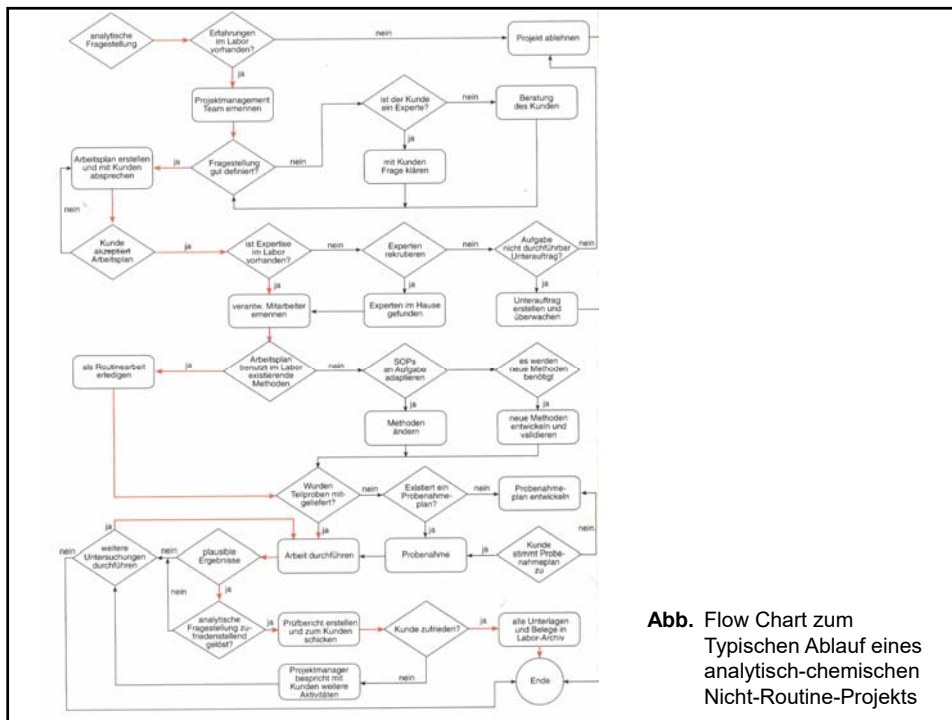 analytische
Fragestellung
Erfahrungen
im Labor
vorhanden?
nein
Projekt ablehnen
ja
Projektmanagement
Team ernennen
ist der Kunde
ein Experte?
nein
Beratung
des Kunden
ja
Arbeitsplan erstellen
und mit Kunden
absprechen
ja
Fragestellung
gut definiert?
nein
mit Kunden
Frage klären
nein
nein
Kunde
akzeptiert
Arbeitsplan
ja
ist Expertise
im Labor
vorhanden?
nein
Experten
rekrutieren
nein
Aufgabe
nicht durchführbar
Unterauftrag?
nein
ja
ja
ja
verantw. Mitarbeiter
ernennen
Experten im Hause
gefunden
Unterauftrag
erstellen und
überwachen
als Routinearbeit
erledigen
ja
Arbeitsplan
benutzt im Labor
existierende
Methoden
nein
SOPs
an Aufgabe
adaptieren
es werden
neue Methoden
benötigt
ja
ja
Methoden
ändern
neue Methoden
entwickeln und
validieren
Wurden
Teilproben mit-
geliefert?
nein
Existiert ein
Probenahme-
plan?
nein
Probenahme-
plan entwickeln
ja
ja
ja
nein
nein
weitere
Untersuchungen
durchführen
nein
plausible
Ergebnisse
Arbeit durchführen
Probenahme
ja
Kunde
stimmt Probe-
nahmeplan
zu
ja
nein
analytische
Fragestellung zu-
friedenstellend
gelöst?
ja
Prüfbericht erstellen
und zum Kunden
schicken
Kunde zufrieden?
ja
alle Unterlagen
und Belege in
Labor-Archiv
nein
Projektmanager
bespricht mit
Kunden weitere
Aktivitäten
Ende
Abb. Flow Chart zum
Typischen Ablauf eines
analytisch-chemischen
Nicht-Routine-Projekts